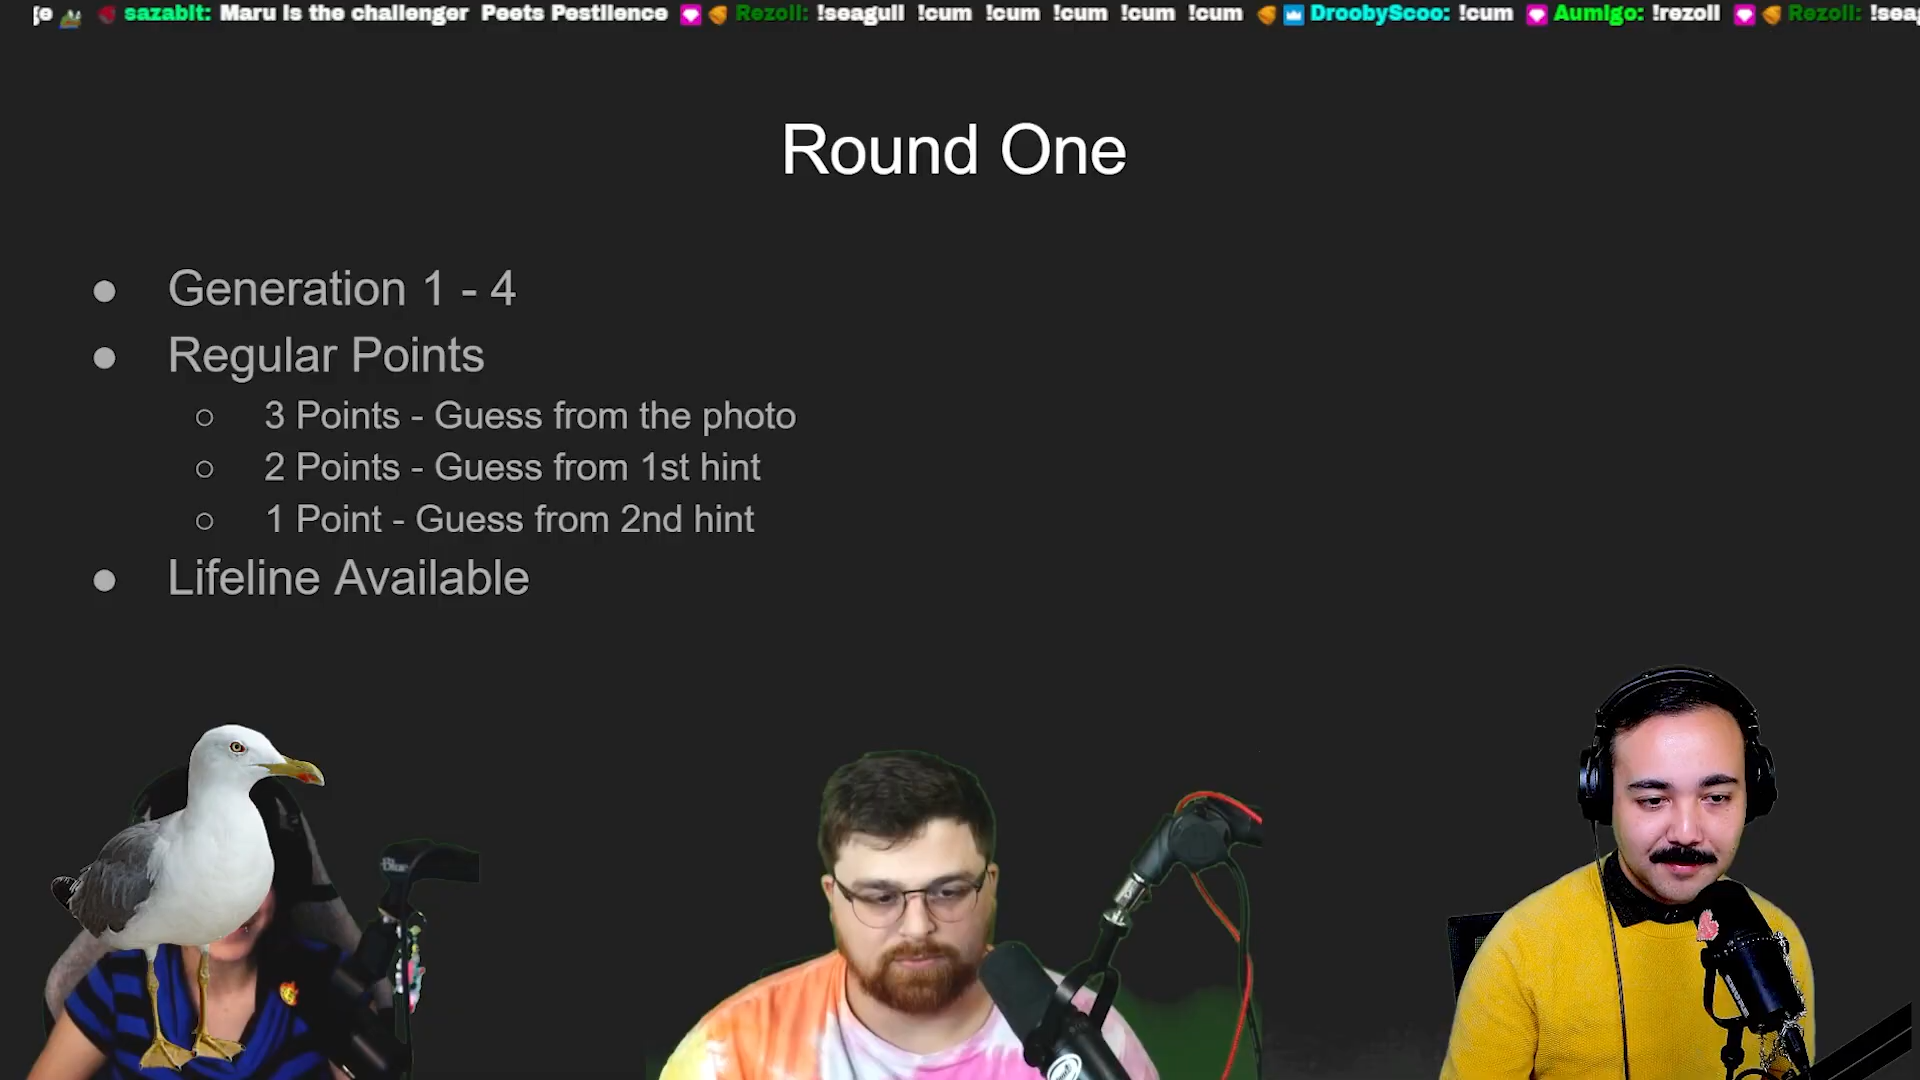 sazabit: Maru is the challenger Peets Pestilence Rezoll: !seagull !cum !cum !cum !cum !cum DroobyScoo: !cum Aumigo: !rezoll Rezoll:
Round One
● Generation 1 - 4
● Regular Points
○ 3 Points - Guess from the photo
○ 2 Points - Guess from 1st hint
○ 1 Point - Guess from 2nd hint
● Lifeline Available
Blue